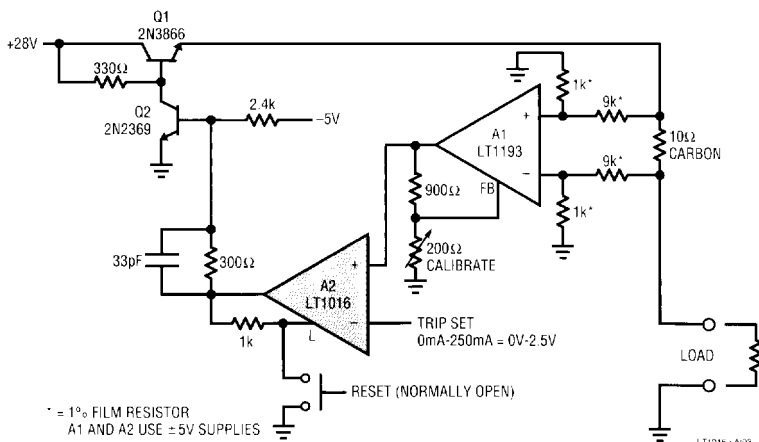 Q1
2N3866
+28V
330Ω
Q2
2N2369
2.4k
−5V
1k*
9k*
+
A1
LT1193
−
FB
10Ω
CARBON
9k*
1k*
900Ω
200Ω
CALIBRATE
33pF
300Ω
+
A2
LT1016
−
L
1k
TRIP SET
0mA-250mA = 0V-2.5V
LOAD
RESET (NORMALLY OPEN)
* = 1% FILM RESISTOR
A1 AND A2 USE ±5V SUPPLIES